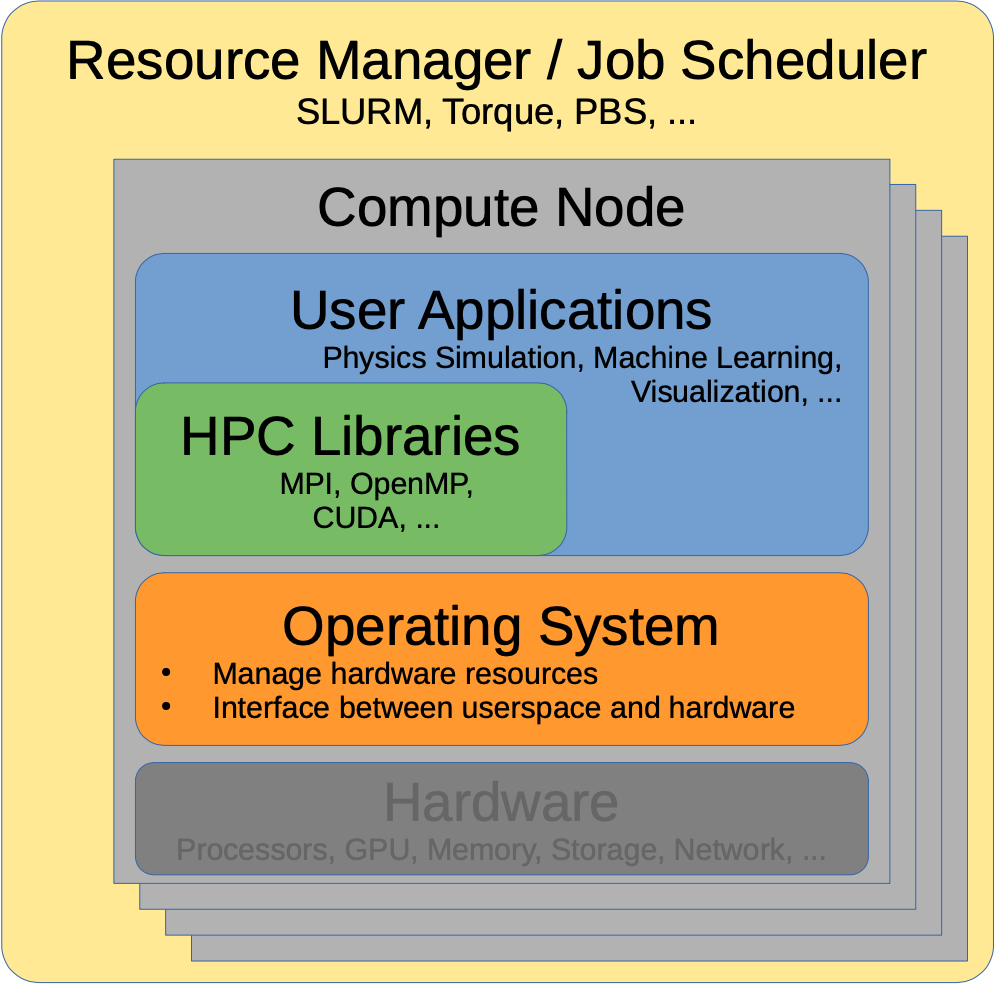 Resource Manager / Job Scheduler
SLURM, Torque, PBS, ...
Compute Node
User Applications
Physics Simulation, Machine Learning,
Visualization, ...
HPC Libraries
MPI, OpenMP,
CUDA, ...
Operating System
• Manage hardware resources
• Interface between userspace and hardware
Hardware
Processors, GPU, Memory, Storage, Network, ...